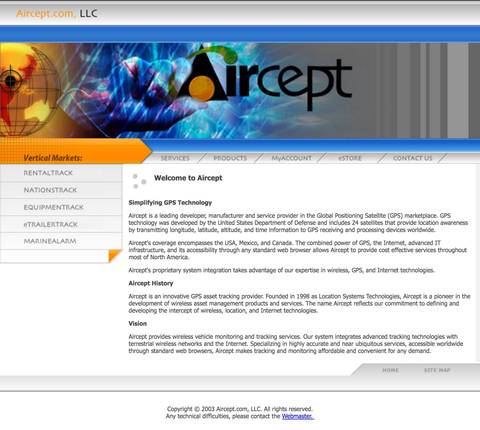 Aircept.com, LLC
Aircept
Vertical Markets:
SERVICES PRODUCTS MyACCOUNT eSTORE CONTACT US
RENTALTRACK
NATIONSTRACK
EQUIPMENTRACK
eTRAILERTRACK
MARINEALARM
Welcome to Aircept
Simplifying GPS Technology
Aircept is a leading developer, manufacturer and service provider in the Global Positioning Satellite (GPS) marketplace. GPS
technology was developed by the United States Department of Defense and includes 24 satellites that provide location awareness
by transmitting longitude, latitude, altitude, and time information to GPS receiving and processing devices worldwide.
Aircept's coverage encompasses the USA, Mexico, and Canada. The combined power of GPS, the Internet, advanced IT
infrastructure, and its accessibility through any standard web browser allows Aircept to provide cost effective services throughout
most of North America.
Aircept's proprietary system integration takes advantage of our expertise in wireless, GPS, and Internet technologies.
Aircept History
Aircept is an innovative GPS asset tracking provider. Founded in 1998 as Location Systems Technologies, Aircept is a pioneer in the
development of wireless asset management products and services. The name Aircept reflects our commitment to defining and
developing the intercept of wireless, location, and Internet technologies.
Vision
Aircept provides wireless vehicle monitoring and tracking services. Our system integrates advanced tracking technologies with
terrestrial wireless networks and the Internet. Specializing in highly accurate and near ubiquitous services, accessible worldwide
through standard web browsers, Aircept makes tracking and monitoring affordable and convenient for any demand.
HOME SITE MAP
Copyright © 2003 Aircept.com, LLC. All rights reserved.
Any technical difficulties, please contact the Webmaster.